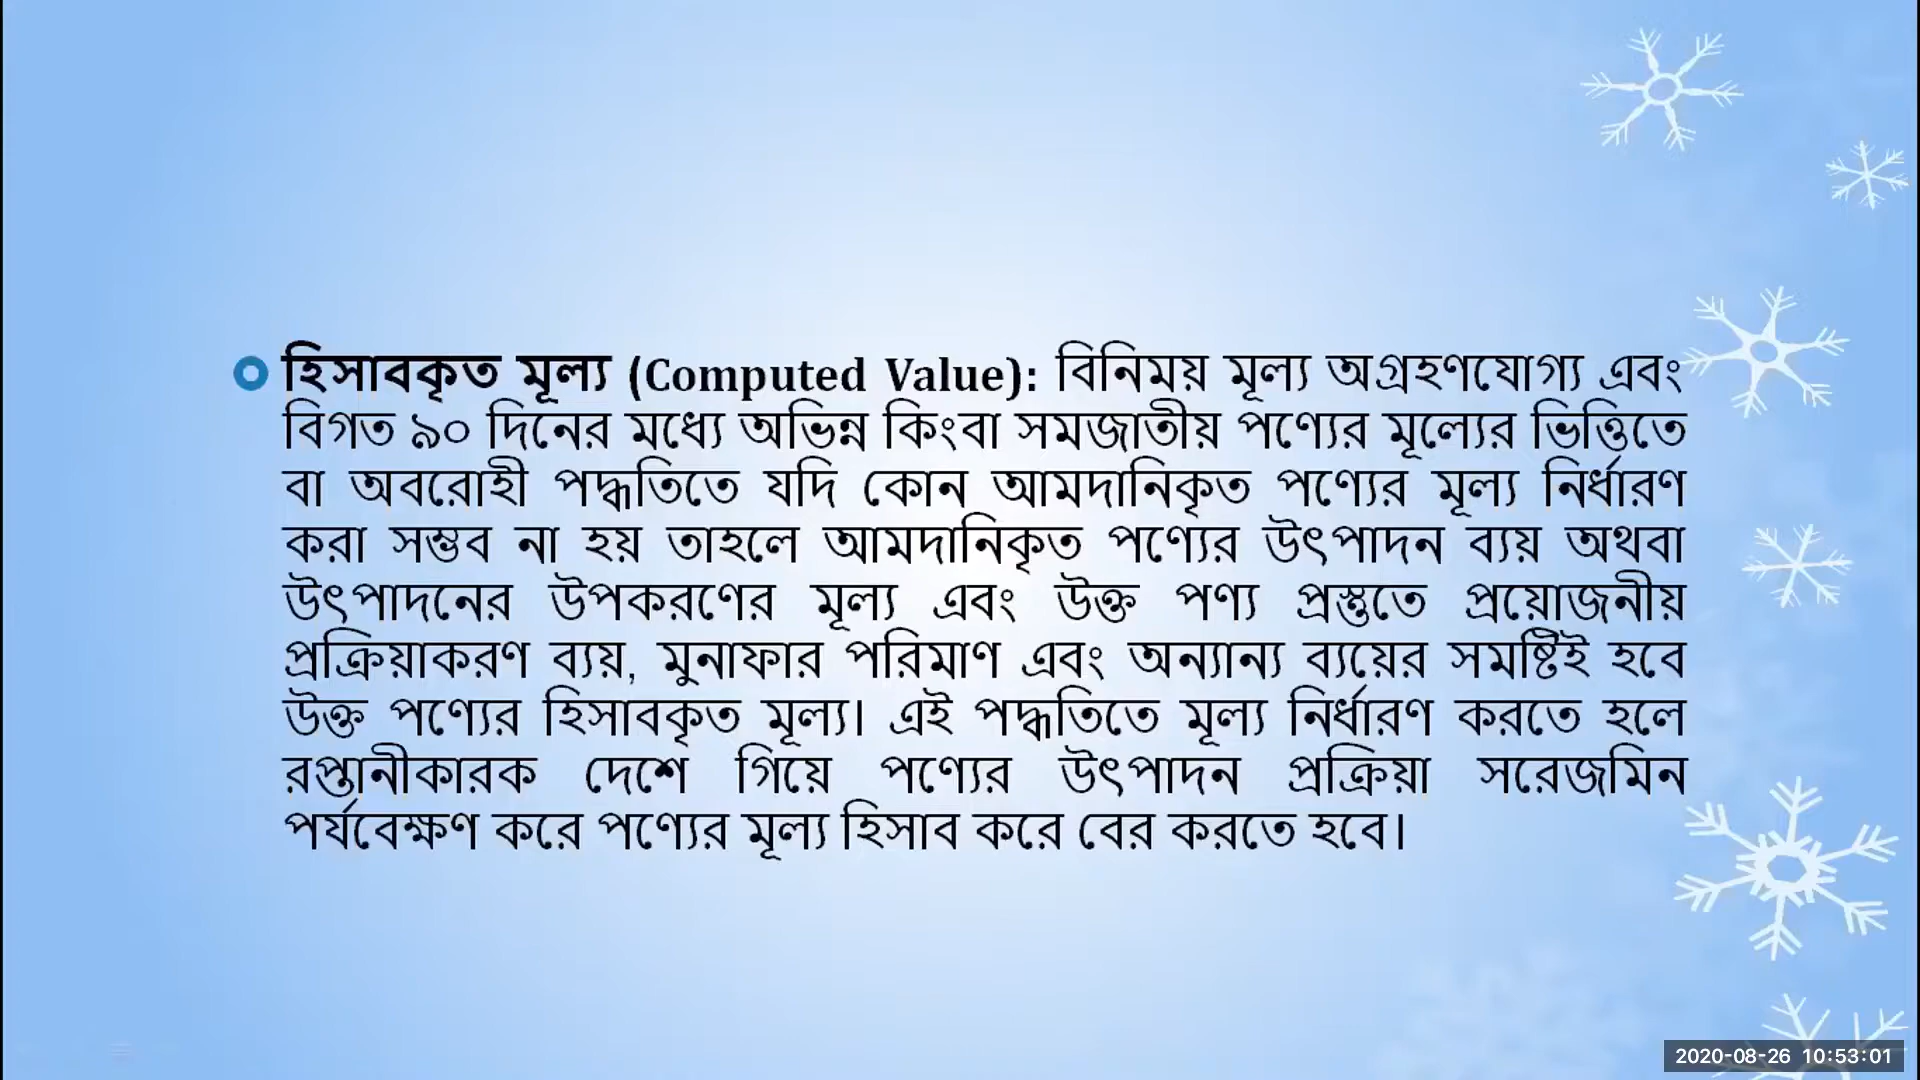 হিসাবকৃত মূল্য (Computed Value): বিনিময় মূল্য অগ্রহণযোগ্য এবং
বিগত ৯০ দিনের মধ্যে অভিন্ন কিংবা সমজাতীয় পণ্যের মূল্যের ভিত্তিতে
বা অবরোহী পদ্ধতিতে যদি কোন আমদানিকৃত পণ্যের মূল্য নির্ধারণ
করা সম্ভব না হয় তাহলে আমদানিকৃত পণ্যের উৎপাদন ব্যয় অথবা
উৎপাদনের উপকরণের মূল্য এবং উক্ত পণ্য প্রস্তুতে প্রয়োজনীয়
প্রক্রিয়াকরণ ব্যয়, মুনাফার পরিমাণ এবং অন্যান্য ব্যয়ের সমষ্টিই হবে
উক্ত পণ্যের হিসাবকৃত মূল্য। এই পদ্ধতিতে মূল্য নির্ধারণ করতে হলে
রপ্তানীকারক দেশে গিয়ে পণ্যের উৎপাদন প্রক্রিয়া সরেজমিন
পর্যবেক্ষণ করে পণ্যের মূল্য হিসাব করে বের করতে হবে।
2020-08-26 10:53:01